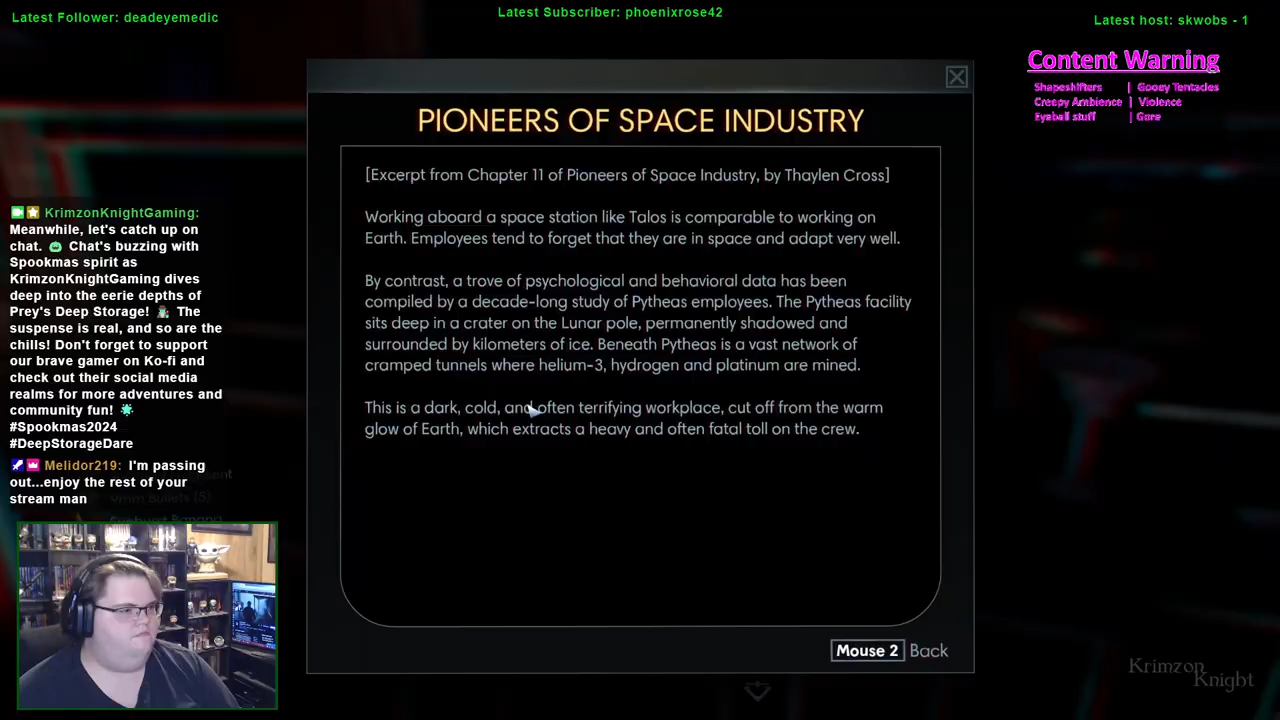 Latest Follower: deadeyemedic
Latest Subscriber: phoenixrose42
Latest host: skwobs - 1
Content Warning
Shapeshifters | Gooey Tentacles
Creepy Ambience | Violence
Eyeball stuff | Gore
PIONEERS OF SPACE INDUSTRY
[Excerpt from Chapter 11 of Pioneers of Space Industry, by Thaylen Cross]
Working aboard a space station like Talos is comparable to working on
Earth. Employees tend to forget that they are in space and adapt very well.
By contrast, a trove of psychological and behavioral data has been
compiled by a decade-long study of Pytheas employees. The Pytheas facility
sits deep in a crater on the Lunar pole, permanently shadowed and
surrounded by kilometers of ice. Beneath Pytheas is a vast network of
cramped tunnels where helium-3, hydrogen and platinum are mined.
This is a dark, cold, and often terrifying workplace, cut off from the warm
glow of Earth, which extracts a heavy and often fatal toll on the crew.
Mouse 2 Back
KrimzonKnightGaming:
Meanwhile, let's catch up on
chat. Chat's buzzing with
Spookmas spirit as
KrimzonKnightGaming dives
deep into the eerie depths of
Prey's Deep Storage! The
suspense is real, and so are the
chills! Don't forget to support
our brave gamer on Ko-fi and
check out their social media
realms for more adventures and
community fun!
#Spookmas2024
#DeepStorageDare
Melidor219: I'm passing
out...enjoy the rest of your
stream man
9mm Bullets (5)
Krimzon
Knight